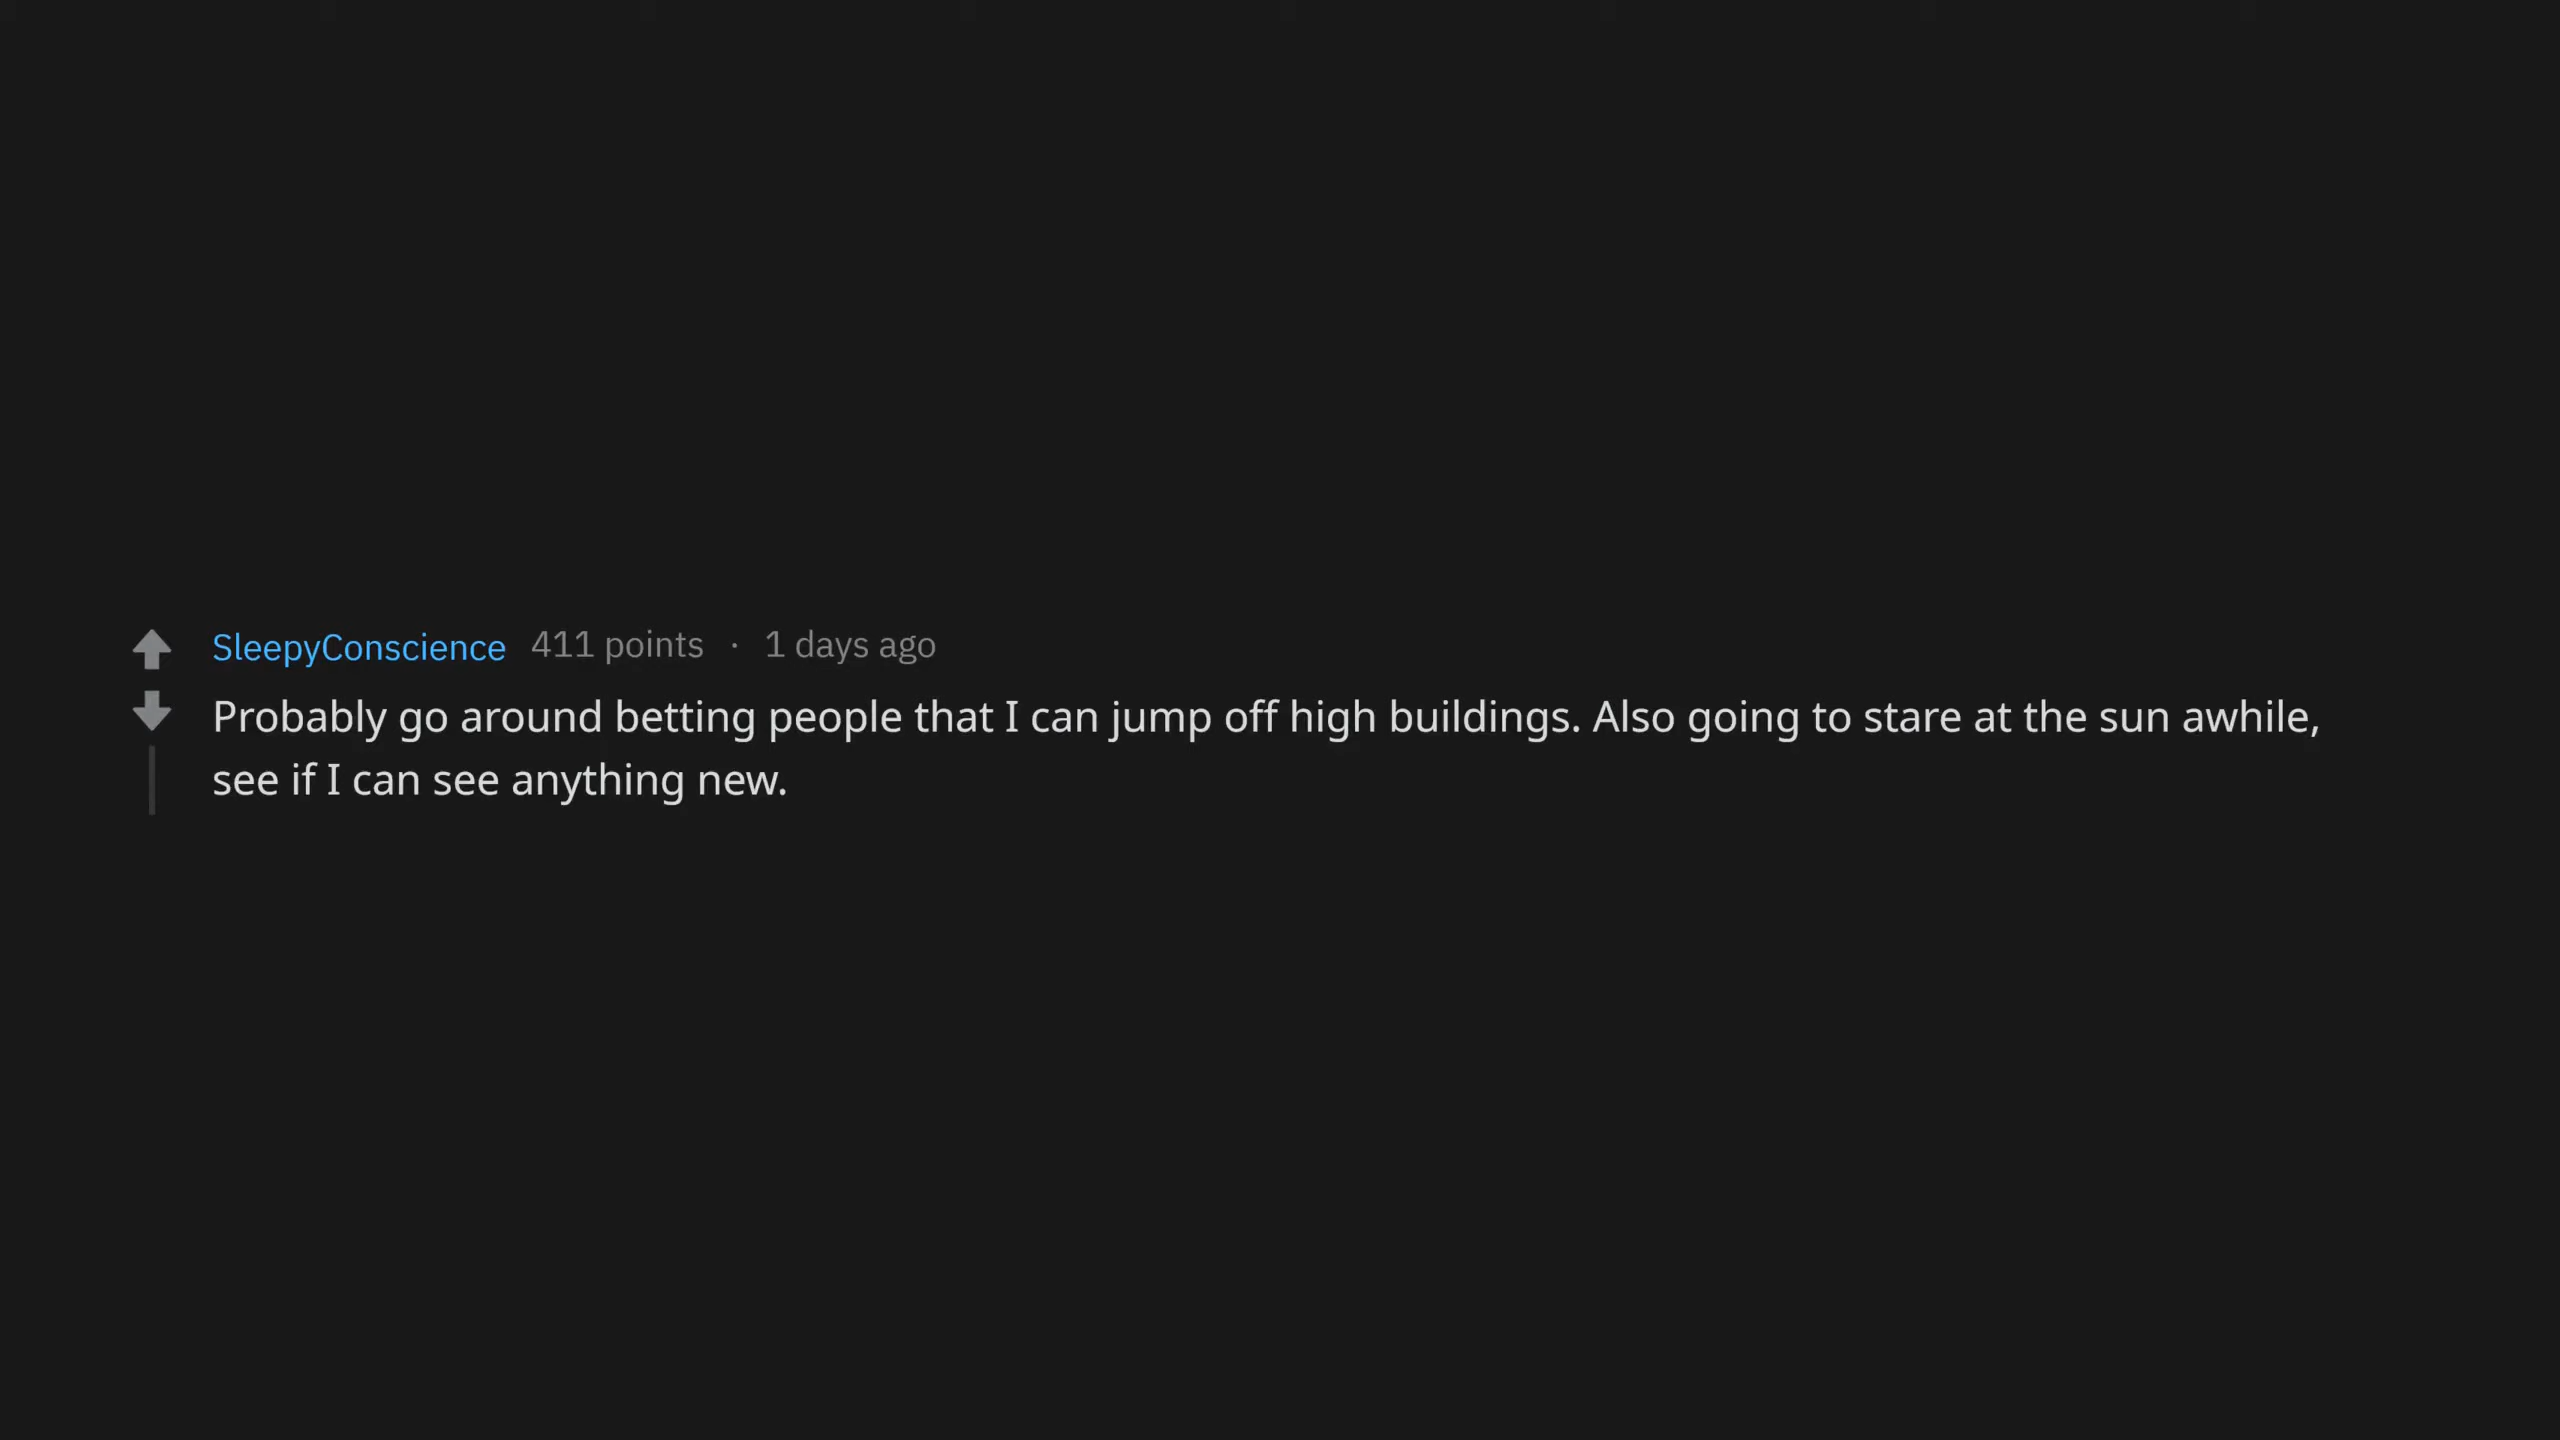 SleepyConscience 411 points · 1 days ago
Probably go around betting people that I can jump off high buildings. Also going to stare at the sun awhile,
see if I can see anything new.